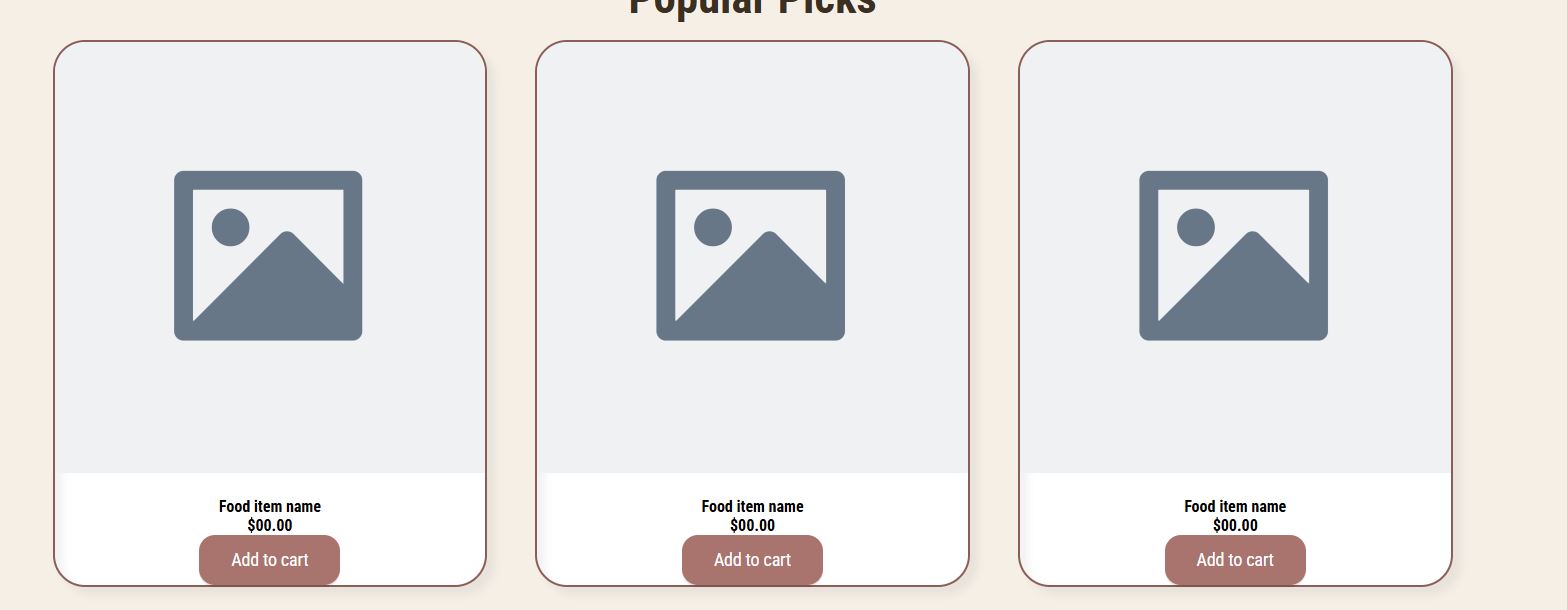 Popular Picks
Food item name
$00.00
Add to cart
Food item name
$00.00
Add to cart
Food item name
$00.00
Add to cart